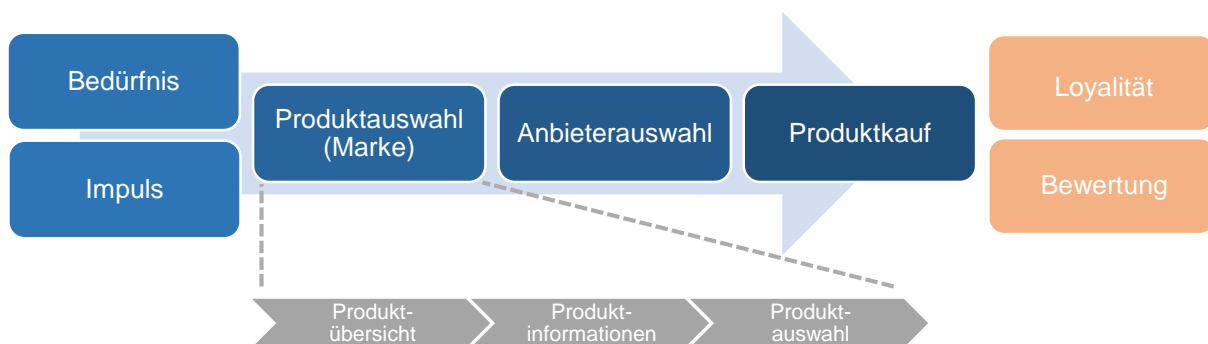 Bedürfnis
Impuls
Produktauswahl
(Marke)
Anbieterauswahl
Produktkauf
Loyalität
Bewertung
Produkt-
übersicht
Produkt-
informationen
Produkt-
auswahl